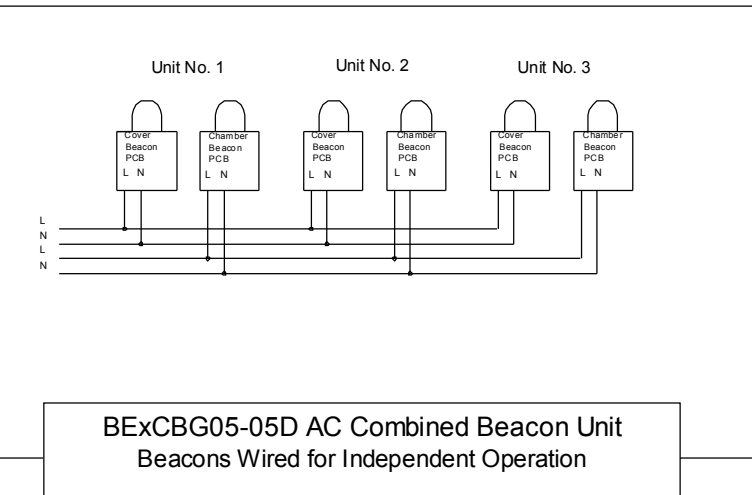 Unit No. 1
Unit No. 2
Unit No. 3
Cover
Beacon
PCB
L N
Chamber
Beacon
PCB
L N
Cover
Beacon
PCB
L N
Chamber
Beacon
PCB
L N
Cover
Beacon
PCB
L N
Chamber
Beacon
PCB
L N
L
N
L
N
BExCBG05-05D AC Combined Beacon Unit
Beacons Wired for Independent Operation